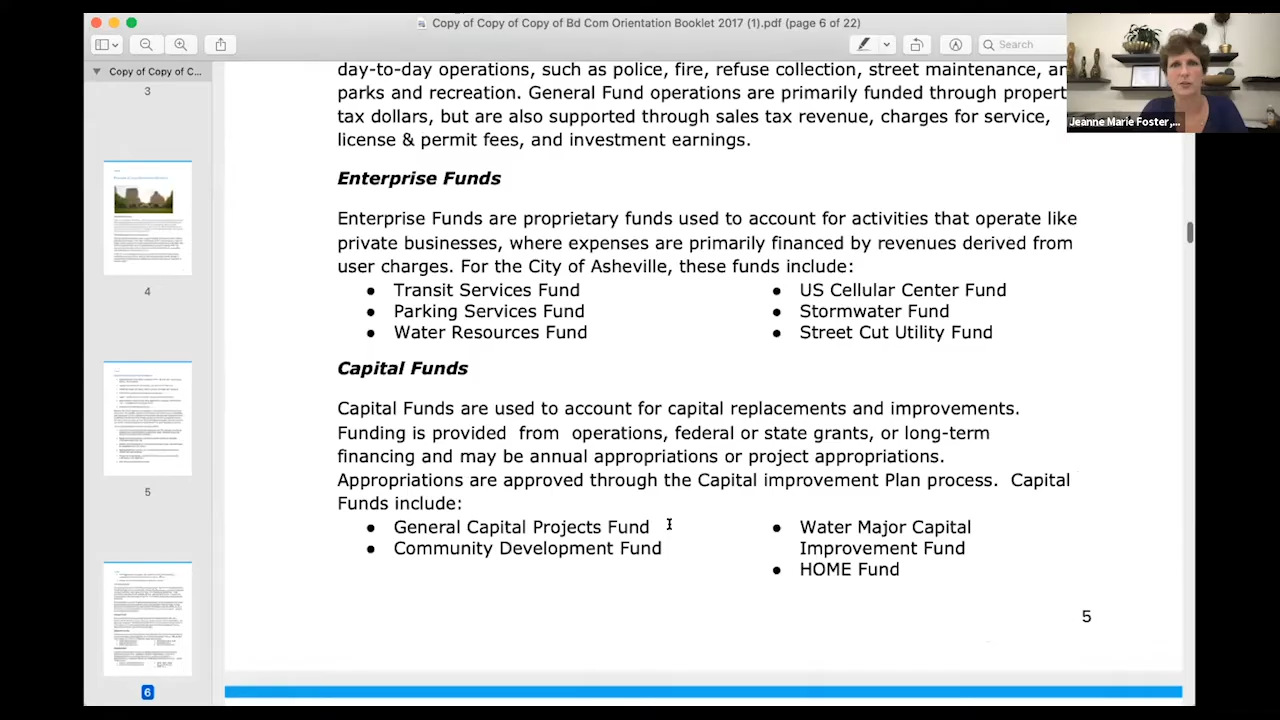 Copy of Copy of Copy of Bd Com Orientation Booklet 2017 (1).pdf (page 6 of 22)
Search
Copy of Copy of C...
3
4
5
6
day-to-day operations, such as police, fire, refuse collection, street maintenance, an
parks and recreation. General Fund operations are primarily funded through propert
tax dollars, but are also supported through sales tax revenue, charges for service,
license & permit fees, and investment earnings.
Enterprise Funds
Enterprise Funds are proprietary funds used to account for activities that operate like
private businesses, where expenses are primarily financed by revenues derived from
user charges. For the City of Asheville, these funds include:
● Transit Services Fund
● Parking Services Fund
● Water Resources Fund
● US Cellular Center Fund
● Stormwater Fund
● Street Cut Utility Fund
Capital Funds
Capital Funds are used to account for capital replacements and improvements.
Funding is provided from operations, federal or state grants, or long-term
financing and may be annual appropriations or project appropriations.
Appropriations are approved through the Capital improvement Plan process. Capital
Funds include:
● General Capital Projects Fund
● Community Development Fund
● Water Major Capital
Improvement Fund
● HOME Fund
5
Jeanne Marie Foster,...